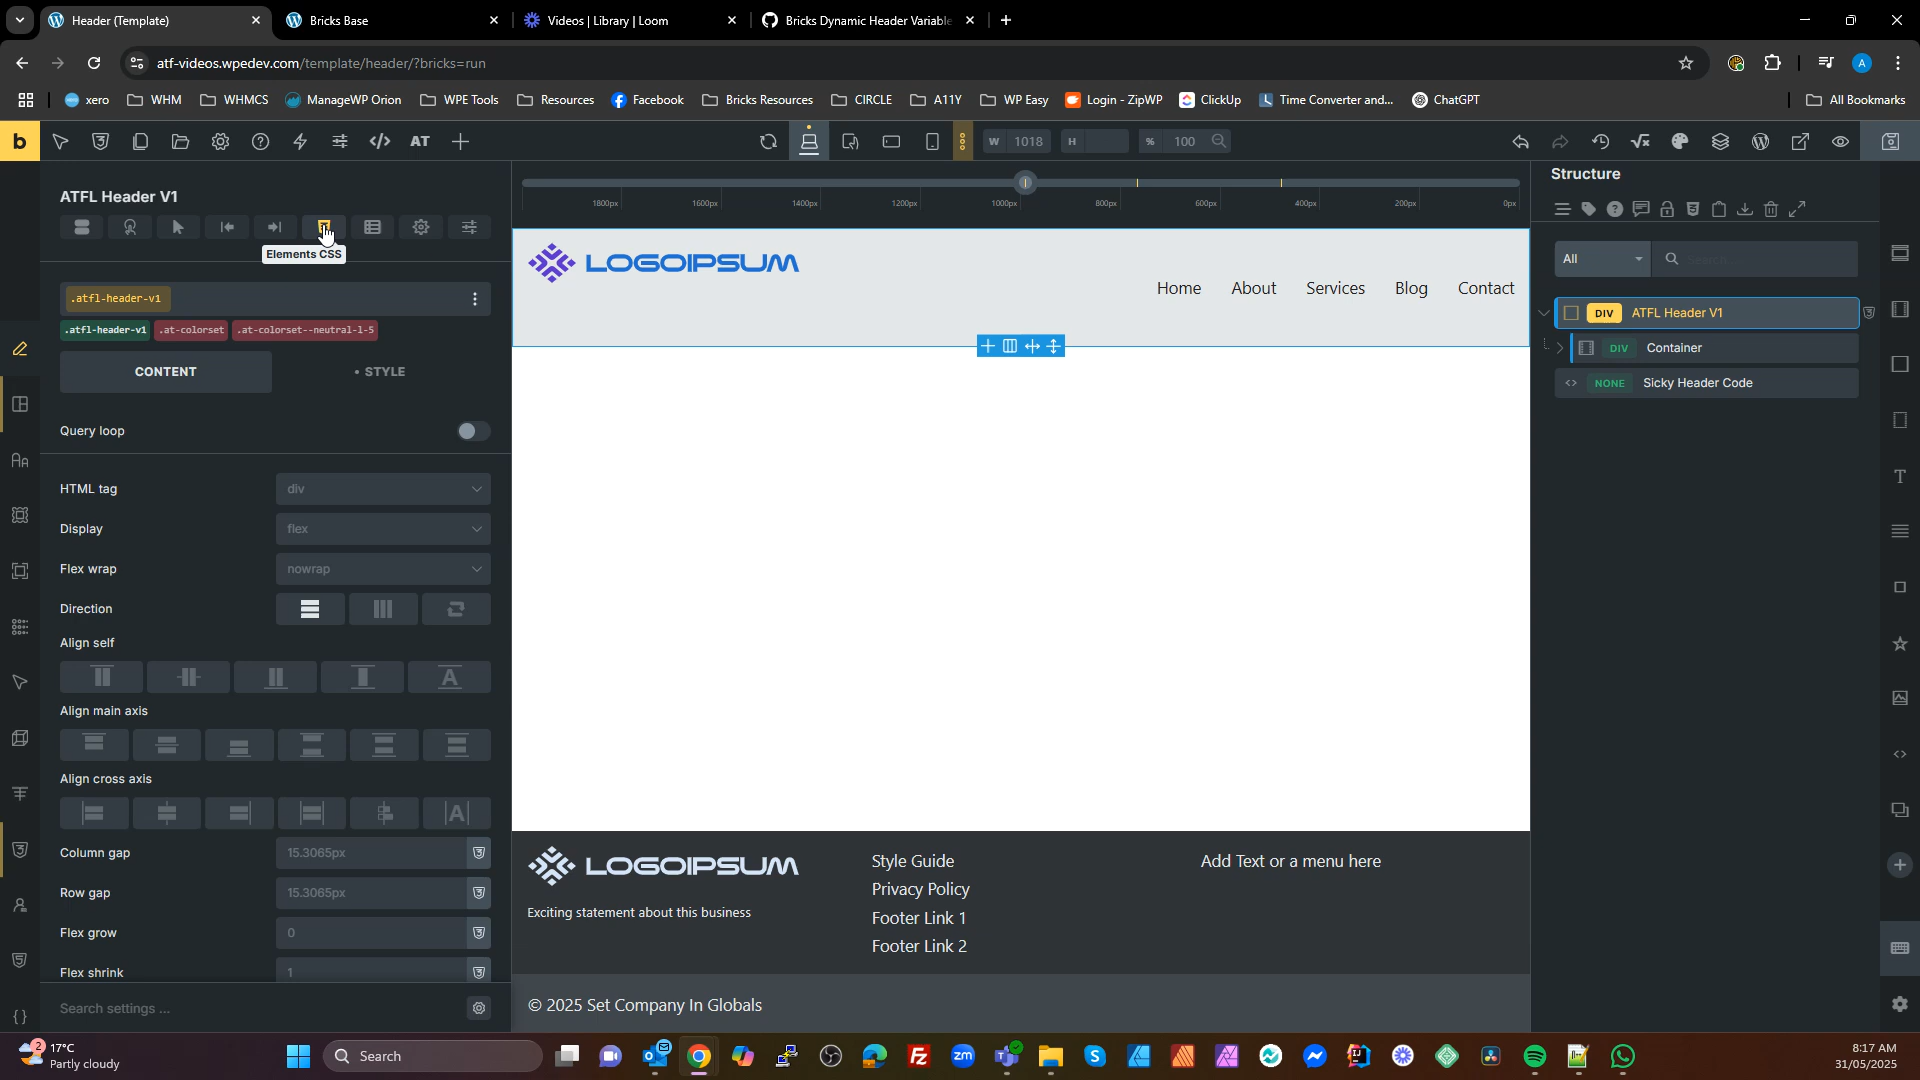 Header (Template)
Bricks Base
Videos | Library | Loom
Bricks Dynamic Header Variable
atf-videos.wpedev.com/template/header/?bricks=run
A
xero
WHM
WHMCS
ManageWP Orion
WPE Tools
Resources
Facebook
Bricks Resources
CIRCLE
A11Y
WP Easy
Login - ZipWP
ClickUp
Time Converter and...
ChatGPT
All Bookmarks
b
AT
W 1018
H
% 100
ATFL Header V1
Elements CSS
.atfl-header-v1
.atfl-header-v1 .at-colorset .at-colorset--neutral-l-5
CONTENT
• STYLE
Query loop
HTML tag
div
Display
flex
Flex wrap
nowrap
Direction
Align self
Align main axis
Align cross axis
Column gap
15.3065px
Row gap
15.3065px
Flex grow
0
Flex shrink
1
Search settings ...
1800px 1600px 1400px 1200px 1000px 800px 600px 400px 200px 0px
LOGOIPSUM
Home About Services Blog Contact
LOGOIPSUM
Exciting statement about this business
Style Guide
Privacy Policy
Footer Link 1
Footer Link 2
Add Text or a menu here
© 2025 Set Company In Globals
Structure
All
DIV ATFL Header V1
DIV Container
NONE Sicky Header Code
2
17°C
Partly cloudy
Search
8:17 AM
31/05/2025